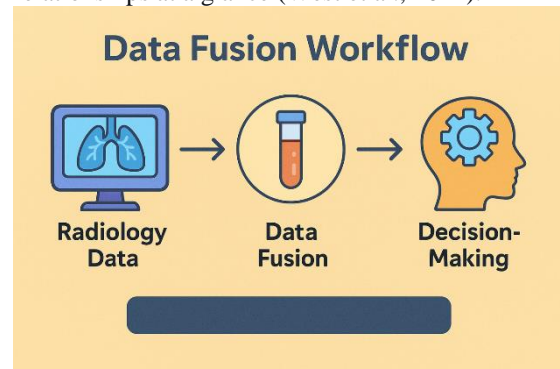 Data Fusion Workflow
Radiology
Data
Data
Fusion
Decision-
Making